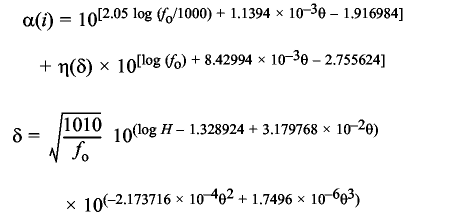 α(i) = 10^[2.05 log (f_o/1000) + 1.1394 × 10^–3θ – 1.916984]
+ η(δ) × 10^[log (f_o) + 8.42994 × 10^–3θ – 2.755624]
δ = √(1010/f_o) 10^(log H – 1.328924 + 3.179768 × 10^–2θ)
× 10^(–2.173716 × 10^–4θ^2 + 1.7496 × 10^–6θ^3)